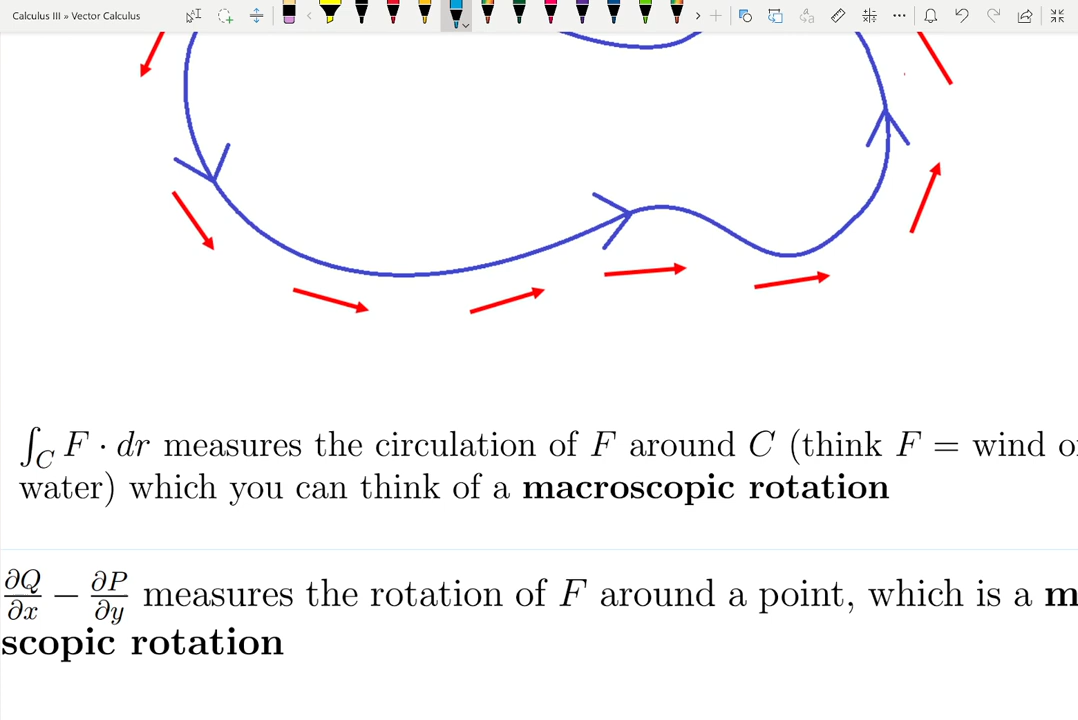 Calculus III » Vector Calculus
∫_C F · dr measures the circulation of F around C (think F = wind o
water) which you can think of a macroscopic rotation
∂Q/∂x − ∂P/∂y measures the rotation of F around a point, which is a m
scopic rotation